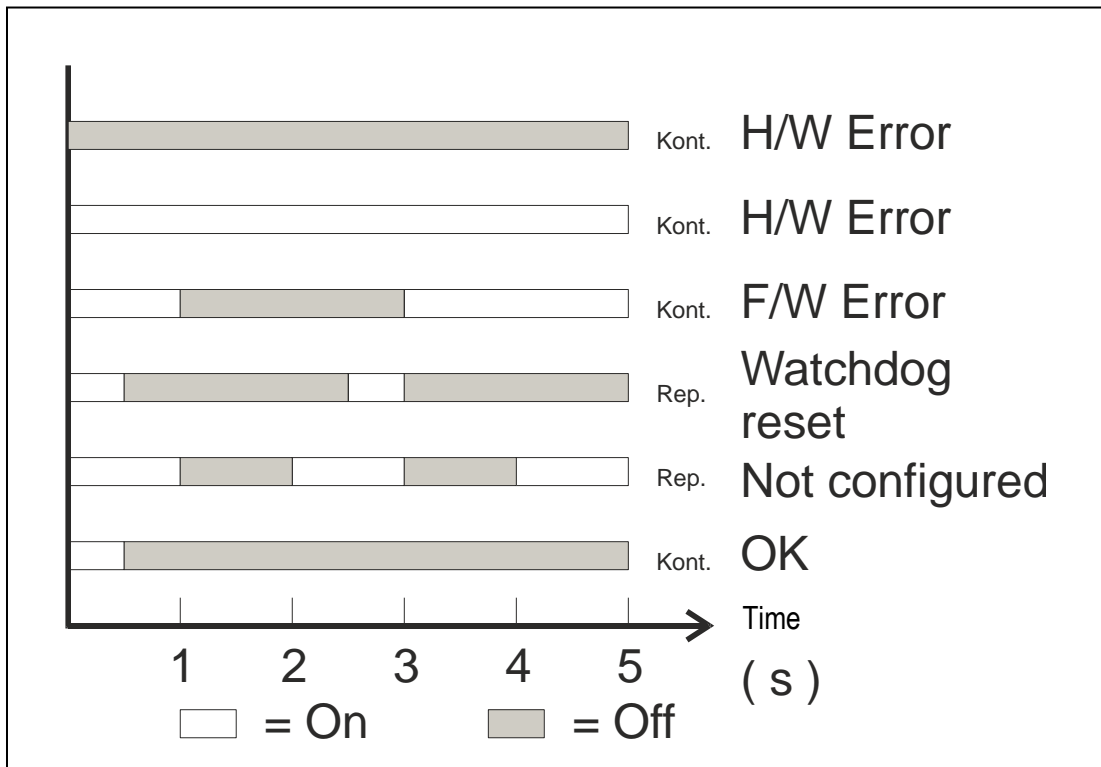 Kont. H/W Error
Kont. H/W Error
Kont. F/W Error
Rep. Watchdog
reset
Rep. Not configured
Kont. OK
Time
1 2 3 4 5 ( s )
= On = Off